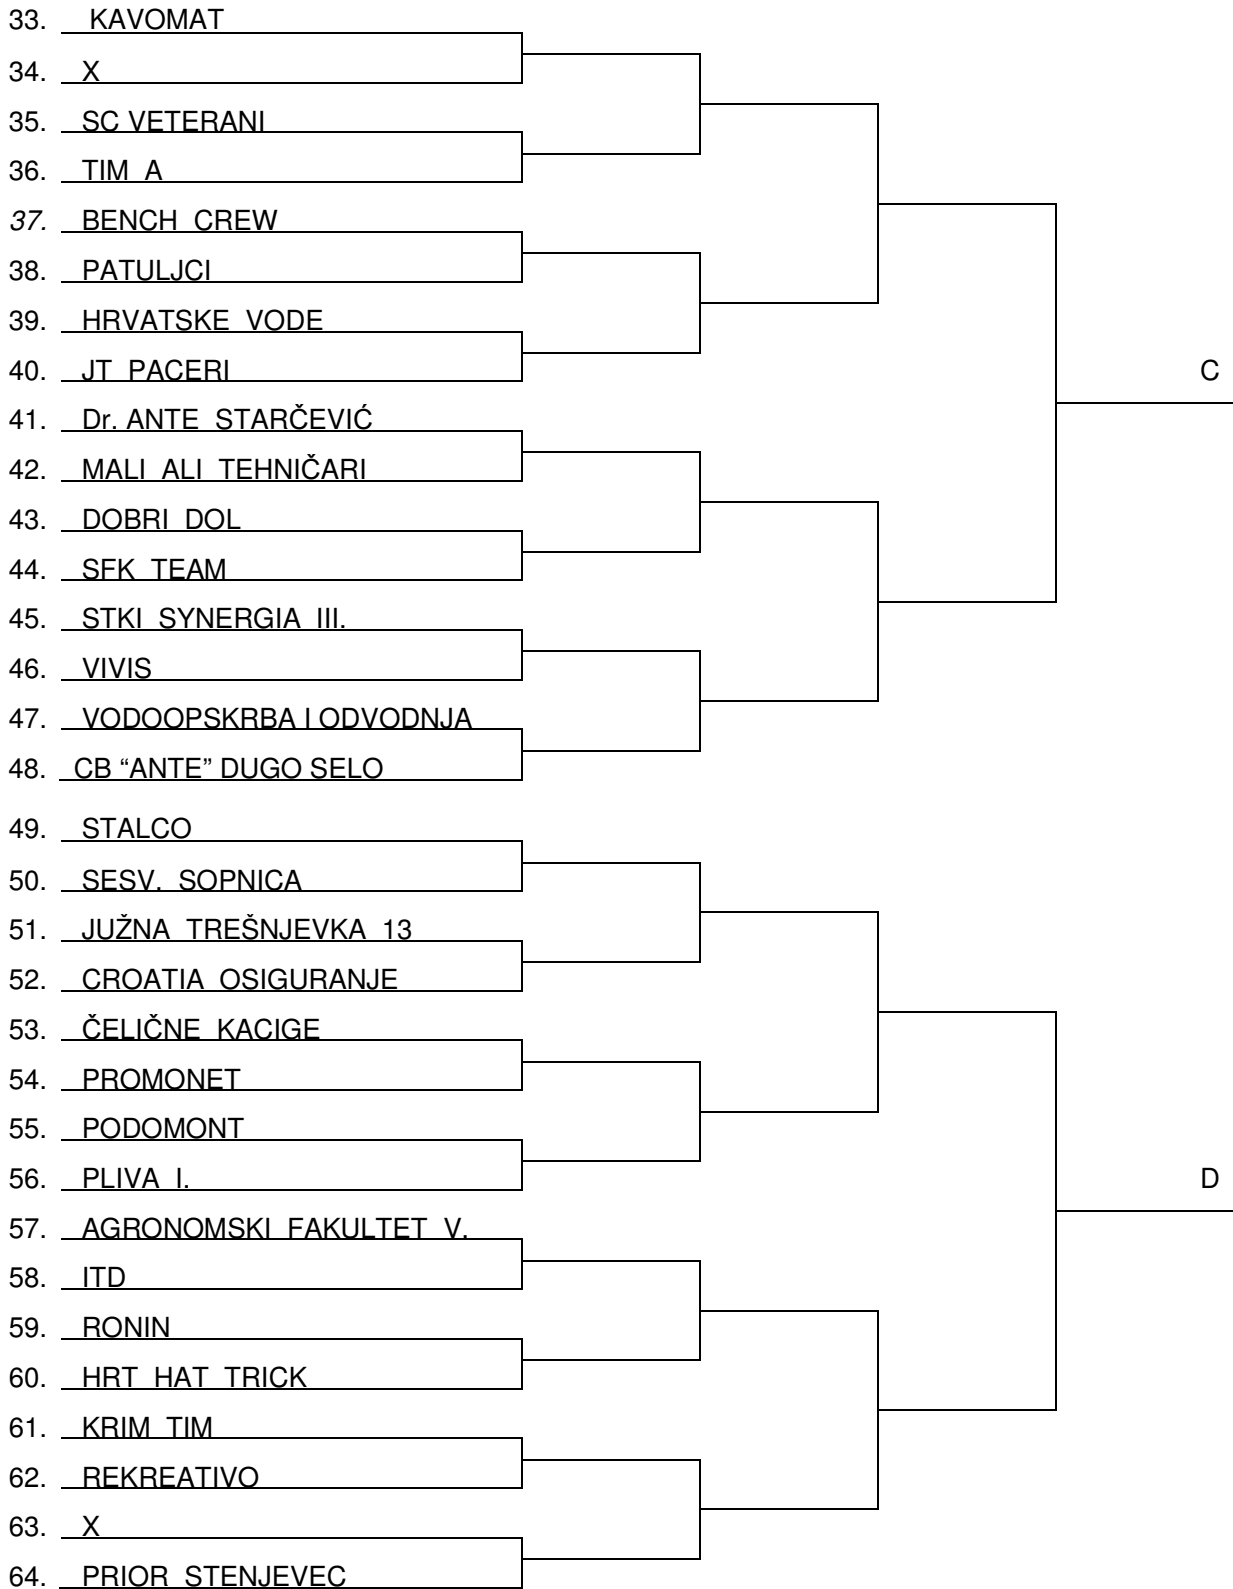 33. KAVOMAT
34. X
35. SC VETERANI
36. TIM A
37. BENCH CREW
38. PATULJCI
39. HRVATSKE VODE
40. JT PACERI
C
41. Dr. ANTE STARČEVIĆ
42. MALI ALI TEHNIČARI
43. DOBRI DOL
44. SFK TEAM
45. STKI SYNERGIA III.
46. VIVIS
47. VODOOPSKRBA I ODVODNJA
48. CB “ANTE” DUGO SELO
49. STALCO
50. SESV. SOPNICA
51. JUŽNA TREŠNJEVKA 13
52. CROATIA OSIGURANJE
53. ČELIČNE KACIGE
54. PROMONET
55. PODOMONT
56. PLIVA I.
D
57. AGRONOMSKI FAKULTET V.
58. ITD
59. RONIN
60. HRT HAT TRICK
61. KRIM TIM
62. REKREATIVO
63. X
64. PRIOR STENJEVEC